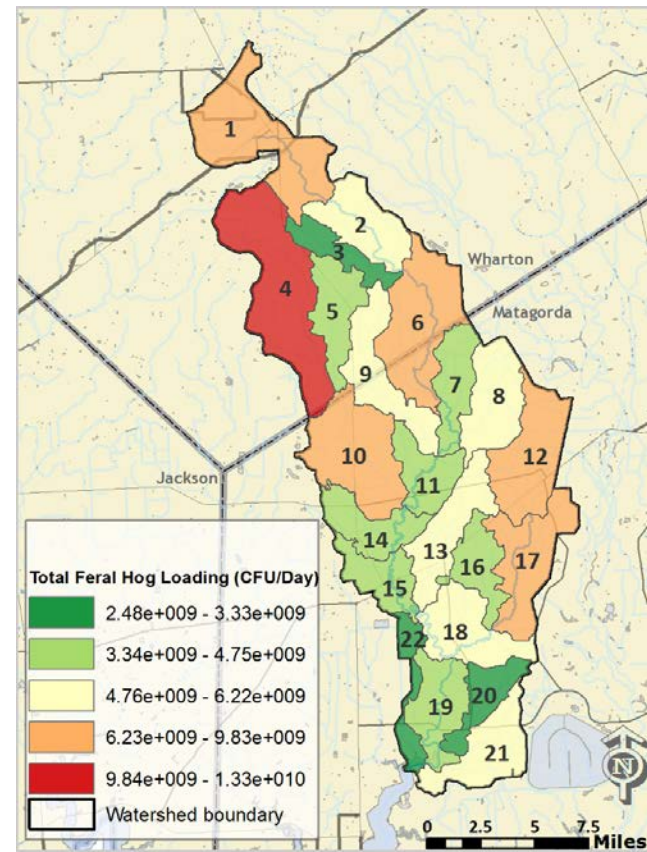 1
2
3
Wharton
4
5
6
Matagorda
7
8
9
10
12
Jackson
11
14
13
16
17
15
22
18
19
20
21
Total Feral Hog Loading (CFU/Day)
2.48e+009 - 3.33e+009
3.34e+009 - 4.75e+009
4.76e+009 - 6.22e+009
6.23e+009 - 9.83e+009
9.84e+009 - 1.33e+010
Watershed boundary
N
0 2.5 5 7.5
Miles